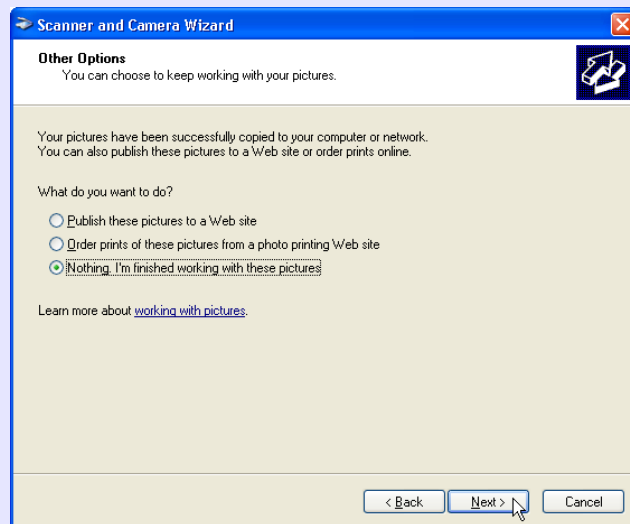 Scanner and Camera Wizard
Other Options
You can choose to keep working with your pictures.
Your pictures have been successfully copied to your computer or network.
You can also publish these pictures to a Web site or order prints online.
What do you want to do?
Publish these pictures to a Web site
Order prints of these pictures from a photo printing Web site
Nothing. I'm finished working with these pictures
Learn more about working with pictures.
< Back Next > Cancel